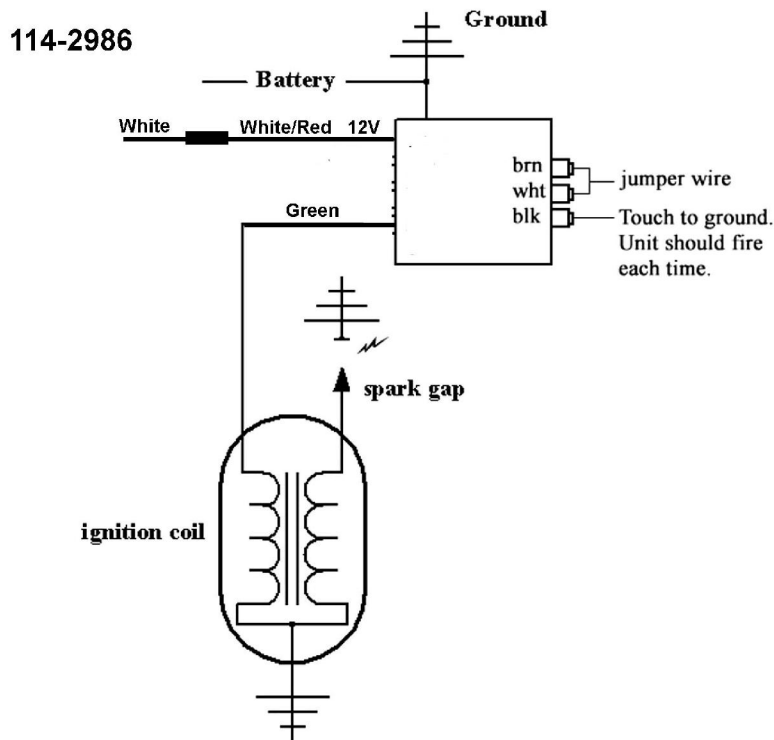 114-2986
Ground
Battery
White
White/Red 12V
Green
brn
wht
blk
jumper wire
Touch to ground.
Unit should fire
each time.
spark gap
ignition coil